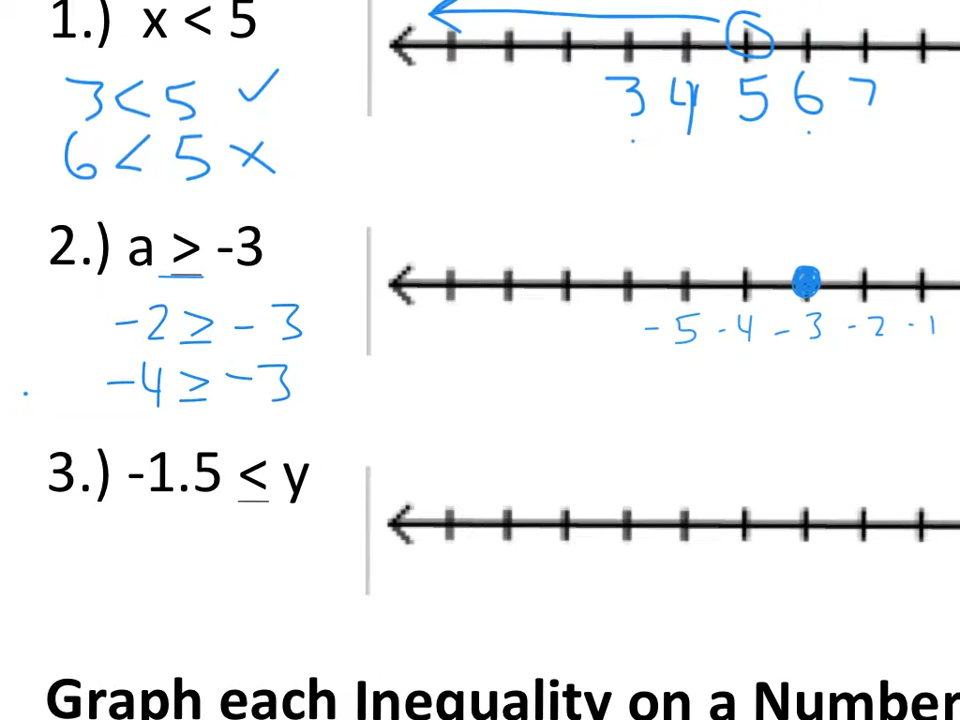 1.) x < 5
3 < 5 ✓
6 < 5 x
3 4 5 6 7
2.) a ≥ -3
-2 ≥ -3
-4 ≥ -3
-5 -4 -3 -2 -1
3.) -1.5 ≤ y
Graph each Inequality on a Number